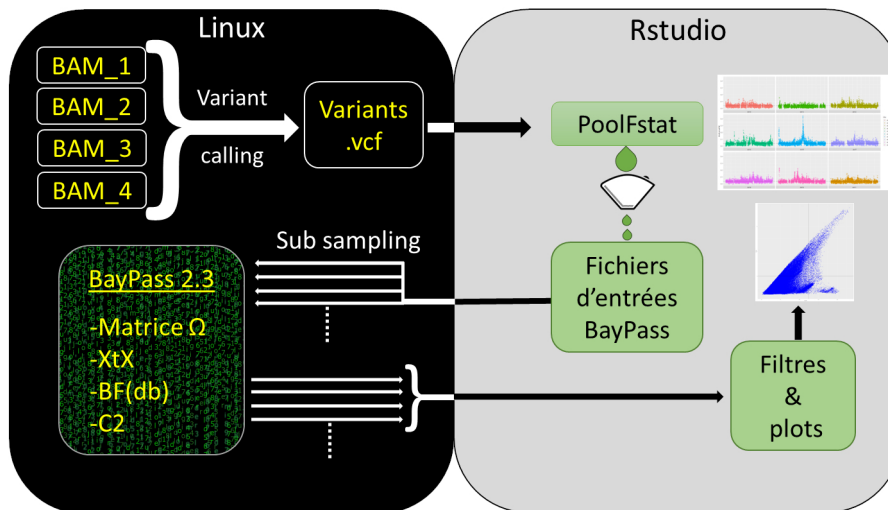 Linux
Rstudio
BAM_1
BAM_2
BAM_3
BAM_4
Variant
calling
Variants
.vcf
PoolFstat
Sub sampling
BayPass 2.3
-Matrice Ω
-XtX
-BF(db)
-C2
Fichiers
d’entrées
BayPass
Filtres
&
plots